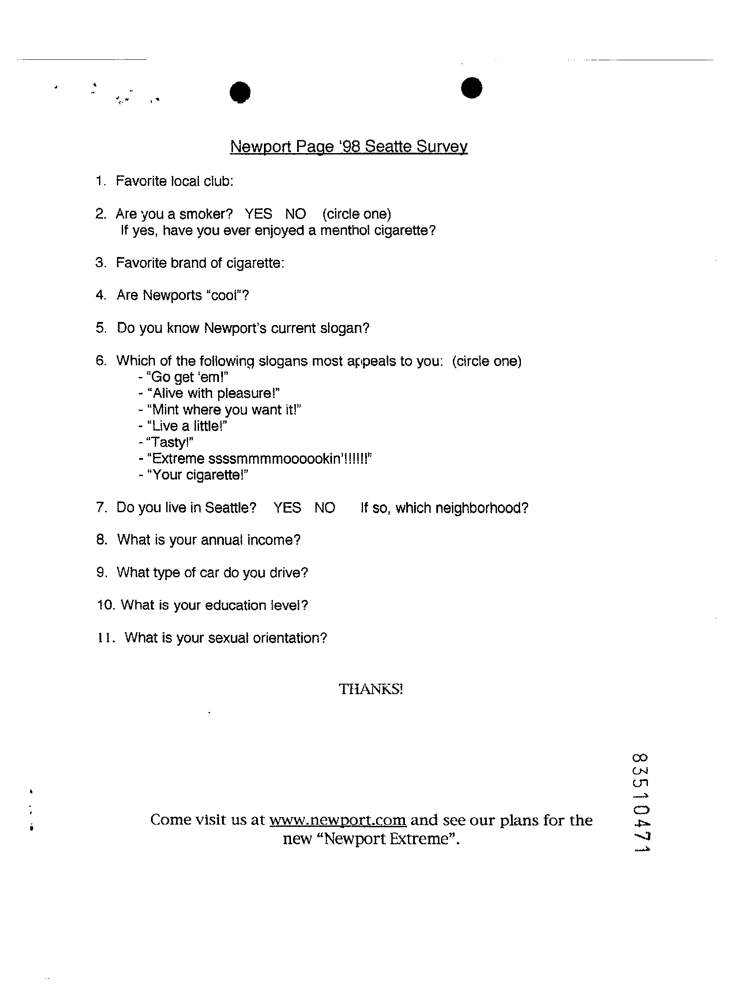 Newport Page '98 Seatte Survey
1. Favorite local club:
2. Are you a smoker? YES NO (circle one)
If yes, have you ever enjoyed a menthol cigarette?
3. Favorite brand of cigarette:
4. Are Newports "cool"?
5. Do you know Newport's current slogan?
6. Which of the following slogans most appeals to you: (circle one)
- "Go get 'em!"
- "Alive with pleasure!"
- "Mint where you want it!"
- "Live a little!"
- "Tasty!"
- "Extreme ssssmmmmoooookin'!!!!!!"
- "Your cigarette!"
7. Do you live in Seattle? YES NO If so, which neighborhood?
8. What is your annual income?
9. What type of car do you drive?
10. What is your education level?
11. What is your sexual orientation?
THANKS!
Come visit us at www.newport.com and see our plans for the
new "Newport Extreme".
83510471